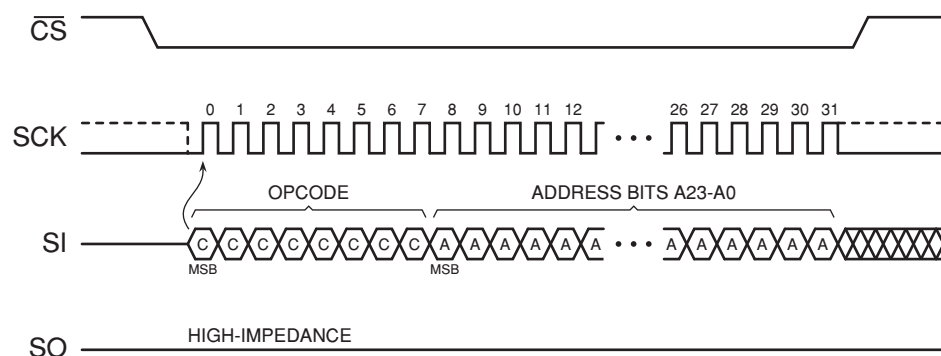 CS
0 1 2 3 4 5 6 7 8 9 10 11 12 26 27 28 29 30 31
SCK
OPCODE ADDRESS BITS A23-A0
SI C C C C C C C C A A A A A A A A A A A A
MSB MSB
HIGH-IMPEDANCE
SO